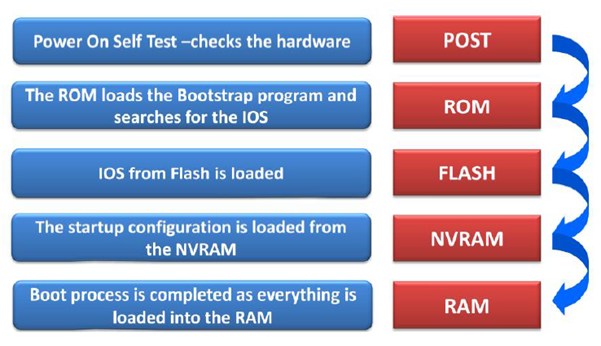 Power On Self Test –checks the hardware
POST
The ROM loads the Bootstrap program and
searches for the IOS
ROM
IOS from Flash is loaded
FLASH
The startup configuration is loaded from
the NVRAM
NVRAM
Boot process is completed as everything is
loaded into the RAM
RAM